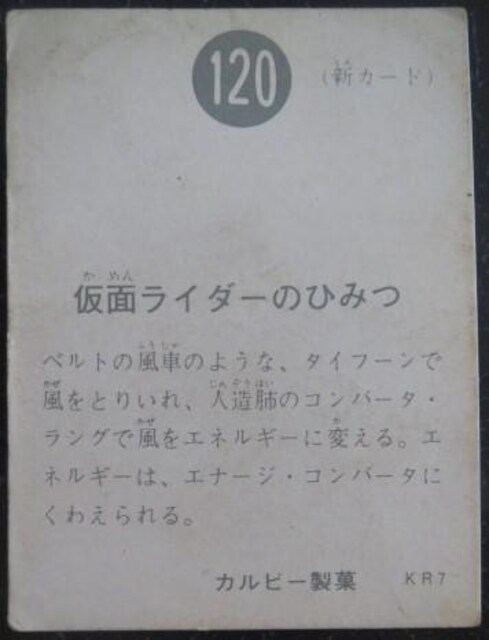 120
(新カード)
仮面ライダーのひみつ
ベルトの風車のような、タイフーンで
風をとりいれ、人造肺のコンバータ・
ラングで風をエネルギーに変える。エ
ネルギーは、エナージ・コンバータに
くわえられる。
カルビー製菓 KR7